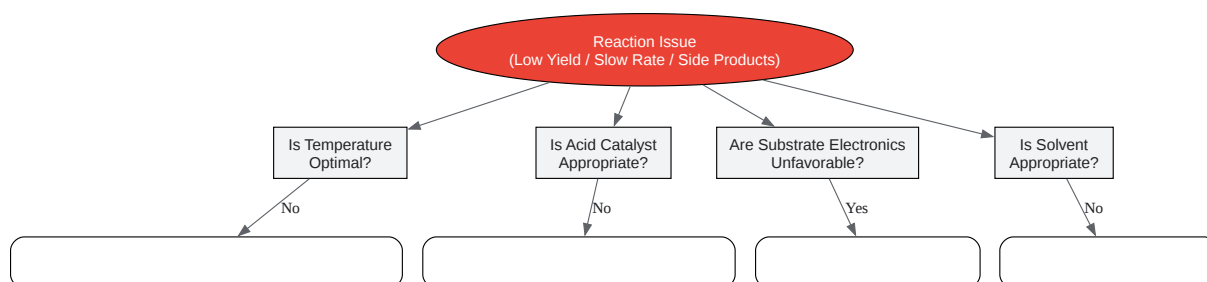 Reaction Issue
(Low Yield / Slow Rate / Side Products)
Is Temperature
Optimal?
Is Acid Catalyst
Appropriate?
Are Substrate Electronics
Unfavorable?
Is Solvent
Appropriate?
No
No
Yes
No